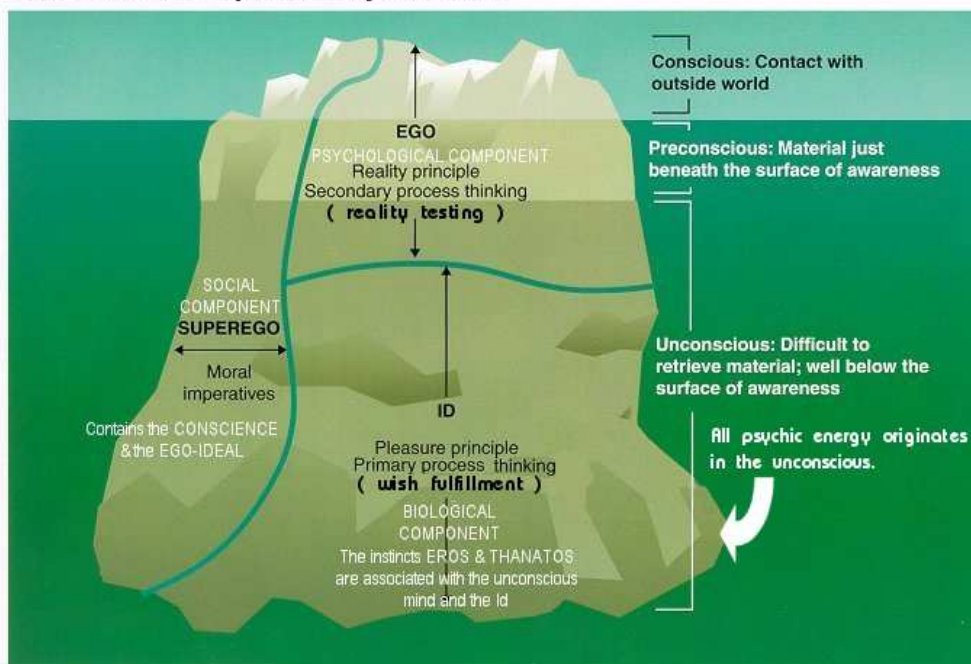 Conscious: Contact with
outside world
EGO
PSYCHOLOGICAL COMPONENT
Reality principle
Secondary process thinking
( reality testing )
Preconscious: Material just
beneath the surface of awareness
SOCIAL
COMPONENT
SUPEREGO
Moral
imperatives
Contains the CONSCIENCE
& the EGO-IDEAL
ID
Pleasure principle
Primary process thinking
( wish fulfillment )
BIOLOGICAL
COMPONENT
The instincts EROS & THANATOS
are associated with the unconscious
mind and the Id
Unconscious: Difficult to
retrieve material; well below the
surface of awareness
All psychic energy originates
in the unconscious.